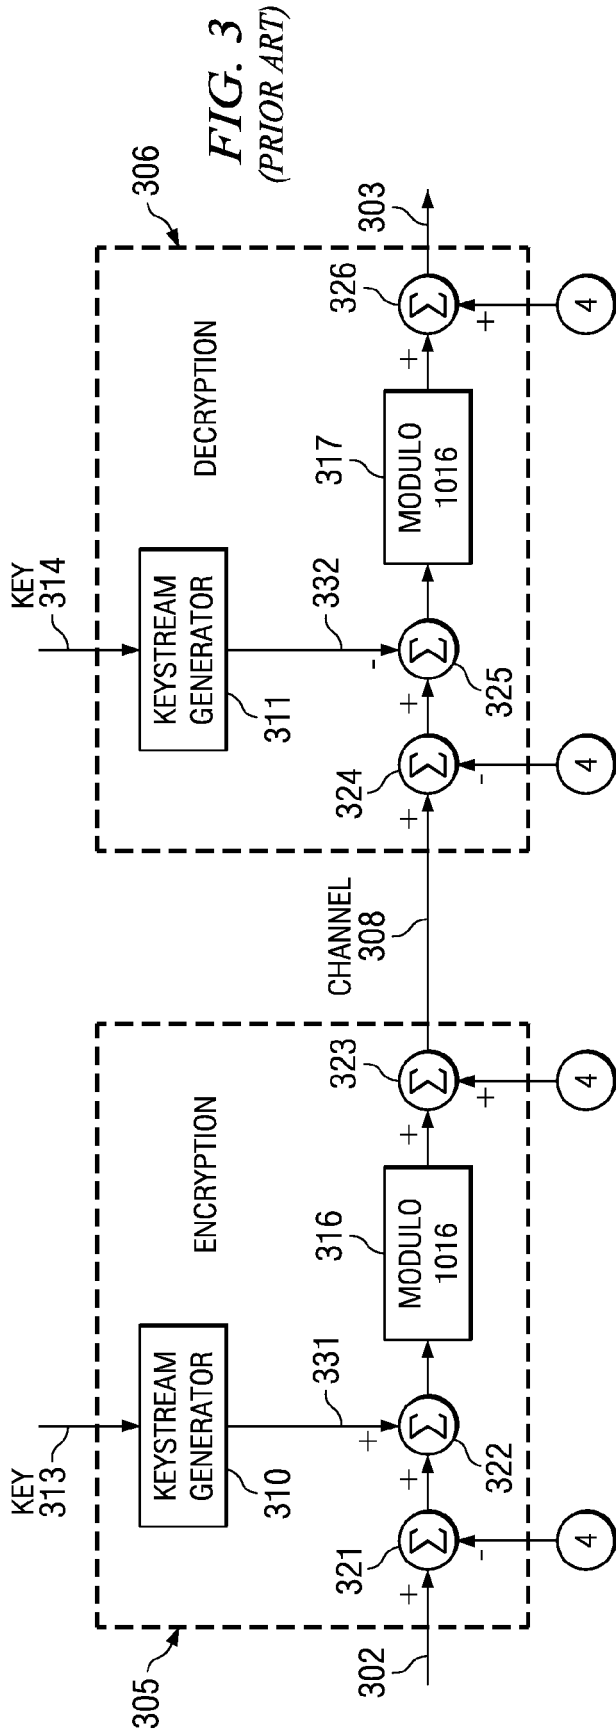 FIG. 3
(PRIOR ART)
305
302
KEY
313
KEYSTREAM
GENERATOR
310
ENCRYPTION
331
+
+
-
4
321
+
Σ
Σ
322
MODULO
1016
316
+
Σ
323
+
4
CHANNEL
308
306
KEY
314
KEYSTREAM
GENERATOR
311
DECRYPTION
332
-
+
Σ
324
-
4
+
Σ
325
MODULO
1016
317
+
Σ
326
+
4
303